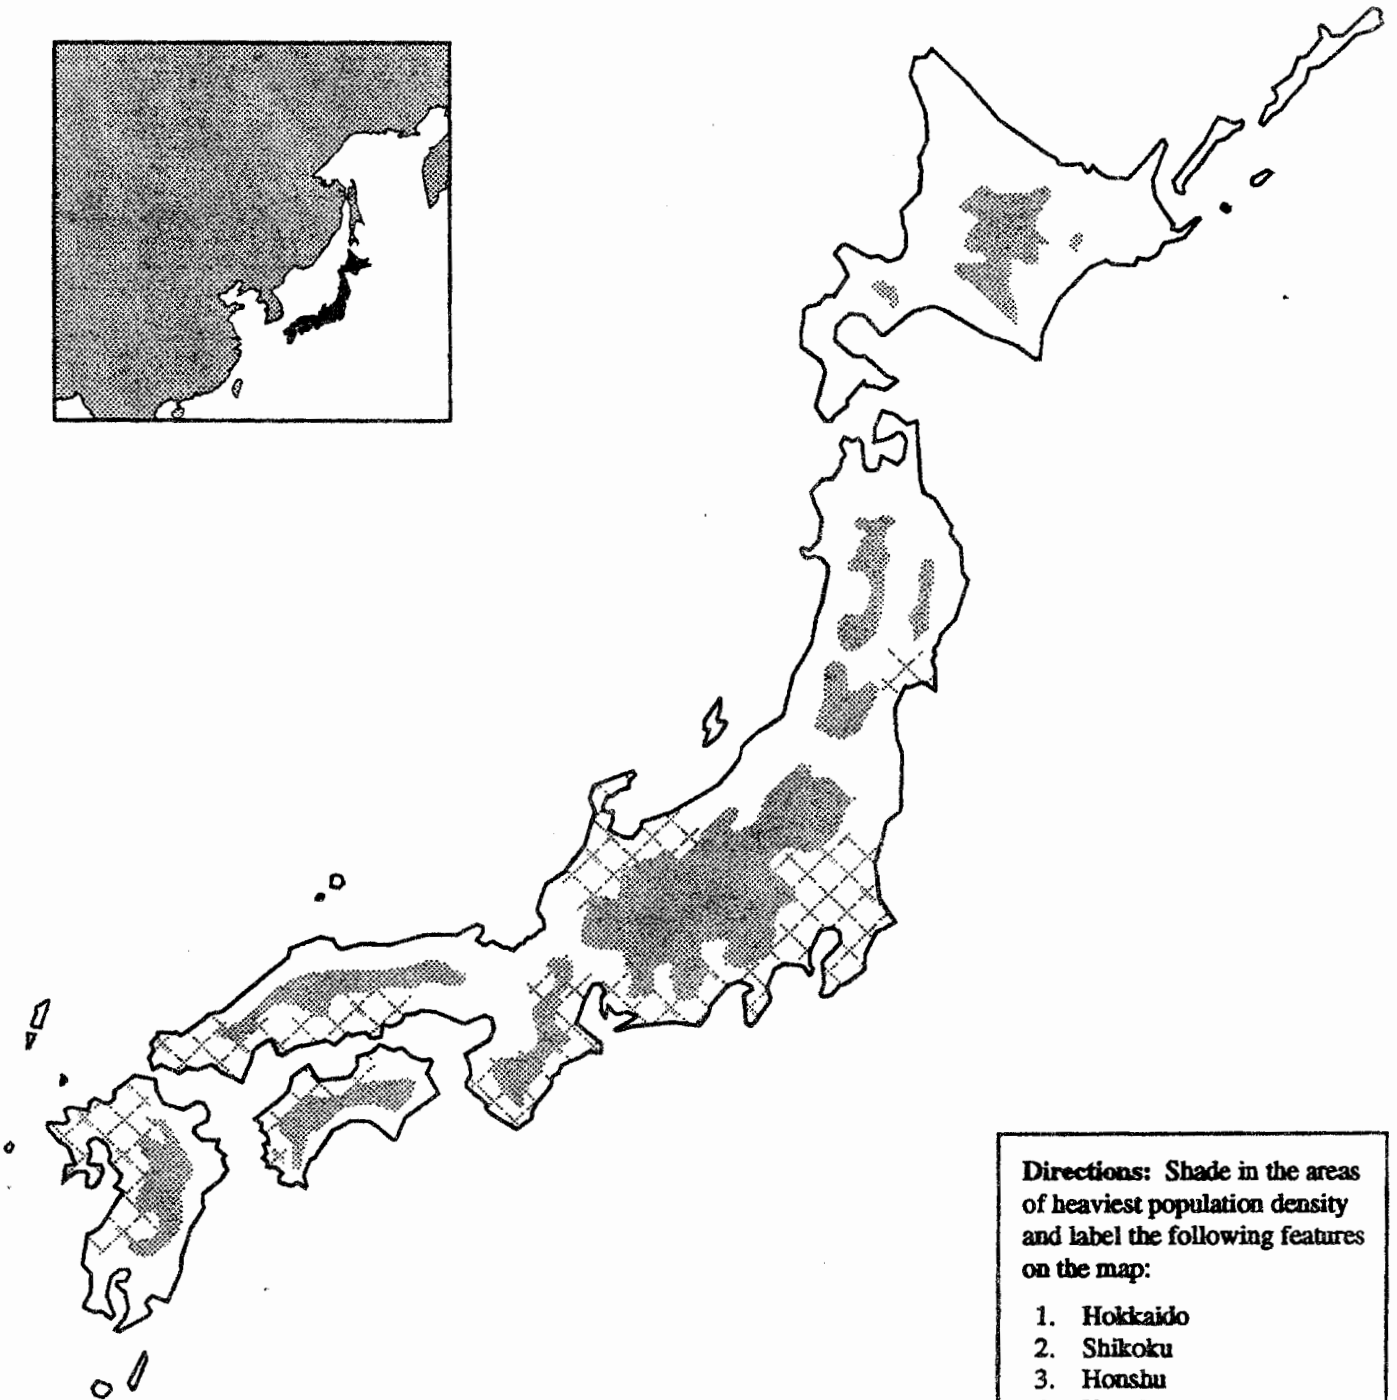 Directions: Shade in the areas
of heaviest population density
and label the following features
on the map:
1. Hokkaido
2. Shikoku
3. Honshu